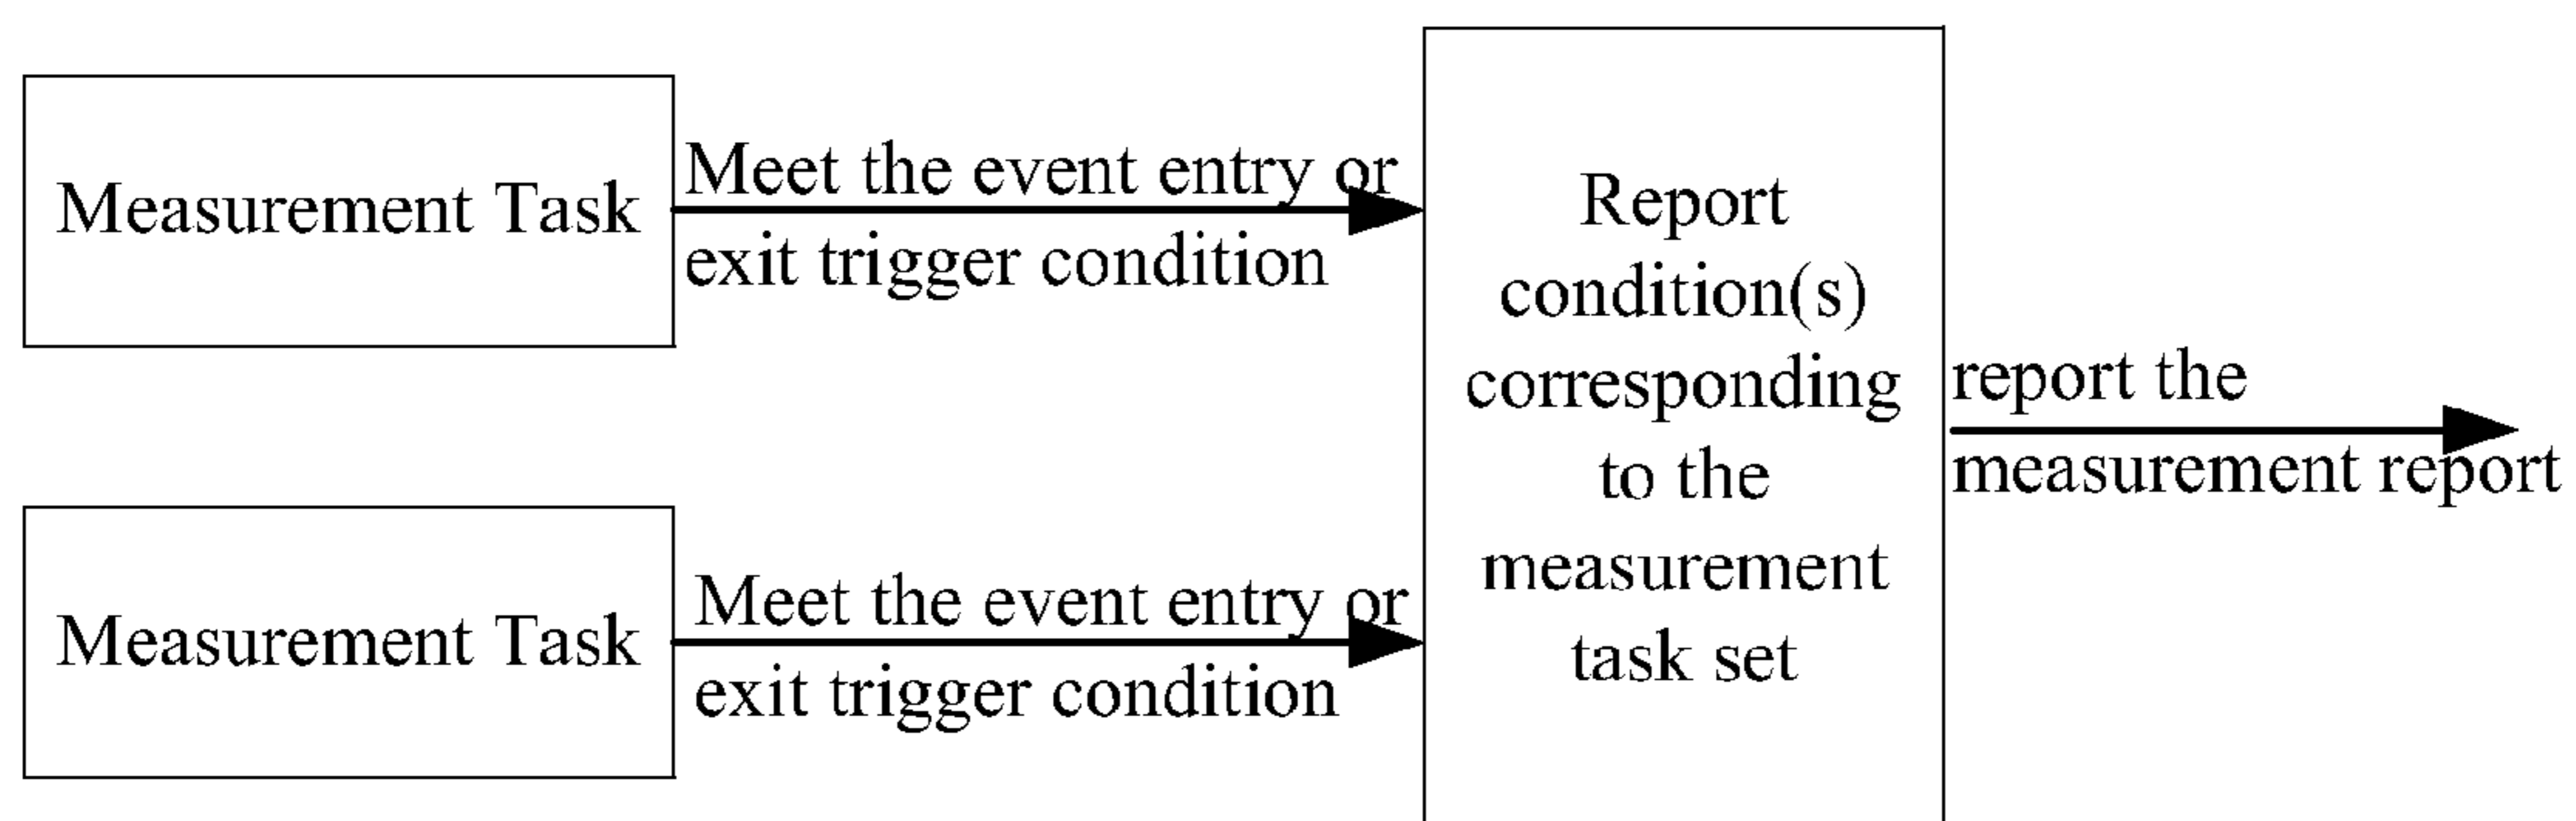 Measurement Task
Meet the event entry or
exit trigger condition
Measurement Task
Meet the event entry or
exit trigger condition
Report
condition(s)
corresponding
to the
measurement
task set
report the
measurement report